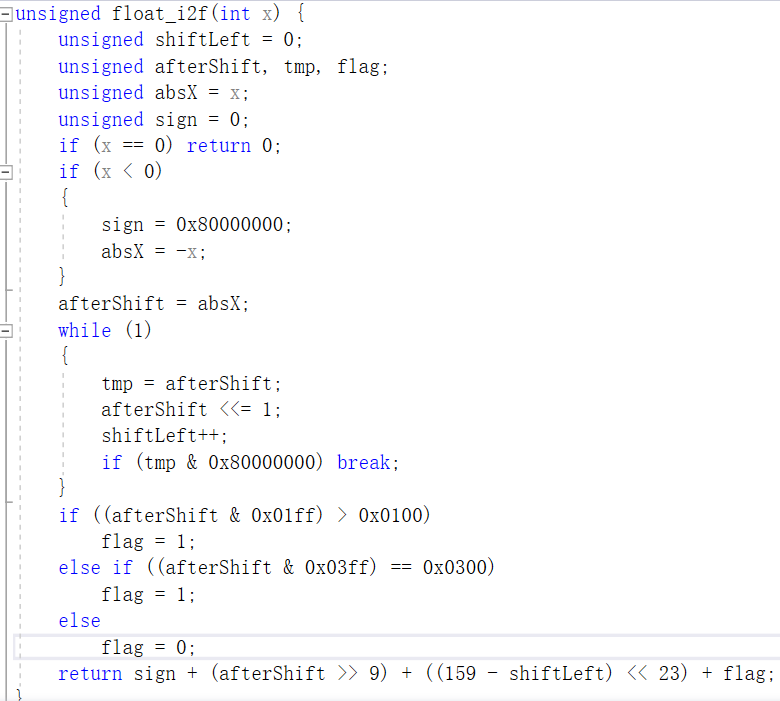 unsigned float_i2f(int x) {
    unsigned shiftLeft = 0;
    unsigned afterShift, tmp, flag;
    unsigned absX = x;
    unsigned sign = 0;
    if (x == 0) return 0;
    if (x < 0)
    {
        sign = 0x80000000;
        absX = -x;
    }
    afterShift = absX;
    while (1)
    {
        tmp = afterShift;
        afterShift <<= 1;
        shiftLeft++;
        if (tmp & 0x80000000) break;
    }
    if ((afterShift & 0x01ff) > 0x0100)
        flag = 1;
    else if ((afterShift & 0x03ff) == 0x0300)
        flag = 1;
    else
        flag = 0;
    return sign + (afterShift >> 9) + ((159 - shiftLeft) << 23) + flag;
}